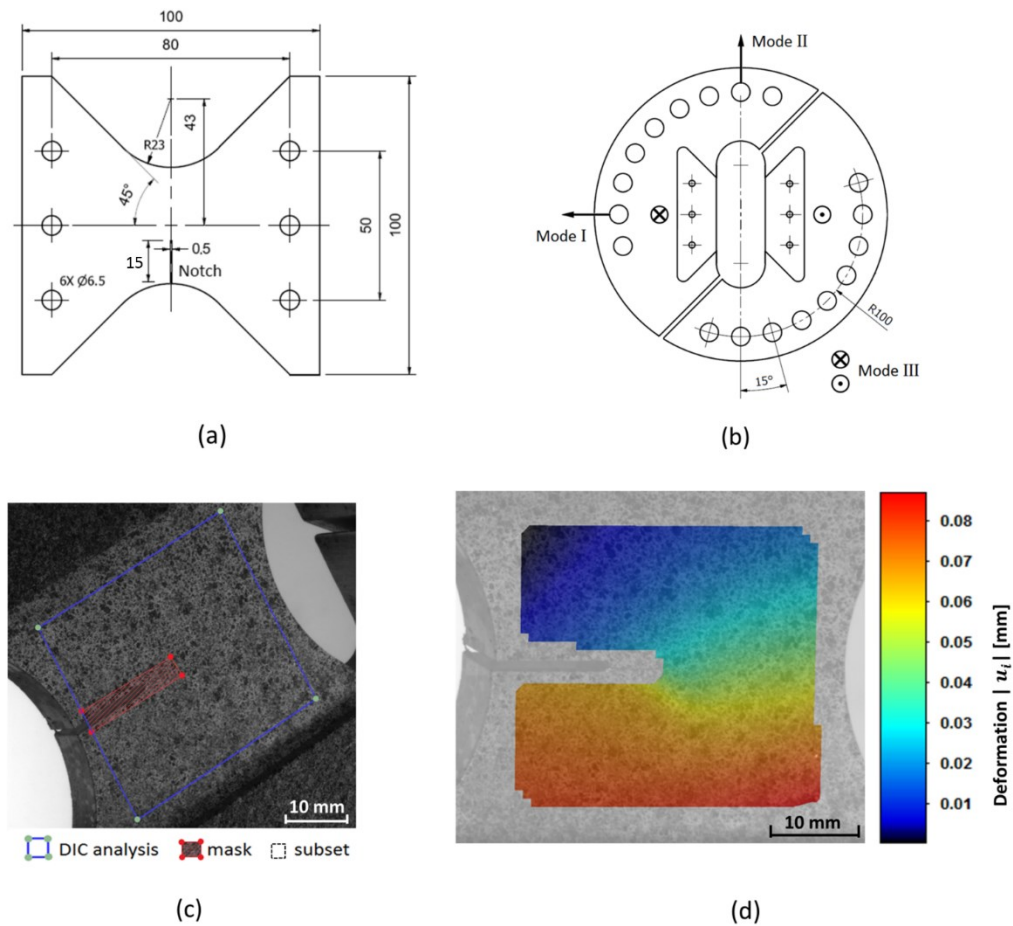 100
80
43
R23
45°
50
100
0,5
15
Notch
6X Ø6.5
(a)
Mode II
Mode I
R100
Mode III
15°
(b)
10 mm
DIC analysis mask subset
(c)
0.08
0.07
0.06
0.05
0.04
0.03
0.02
0.01
Deformation | u_i | [mm]
10 mm
(d)